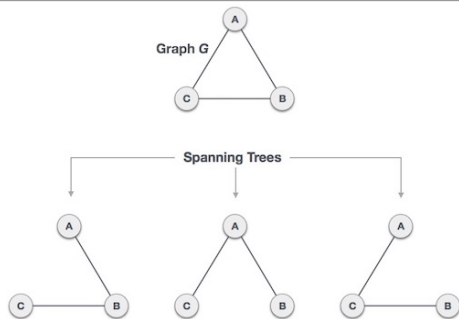 A
Graph G
C B
Spanning Trees
A A A
C B C B C B